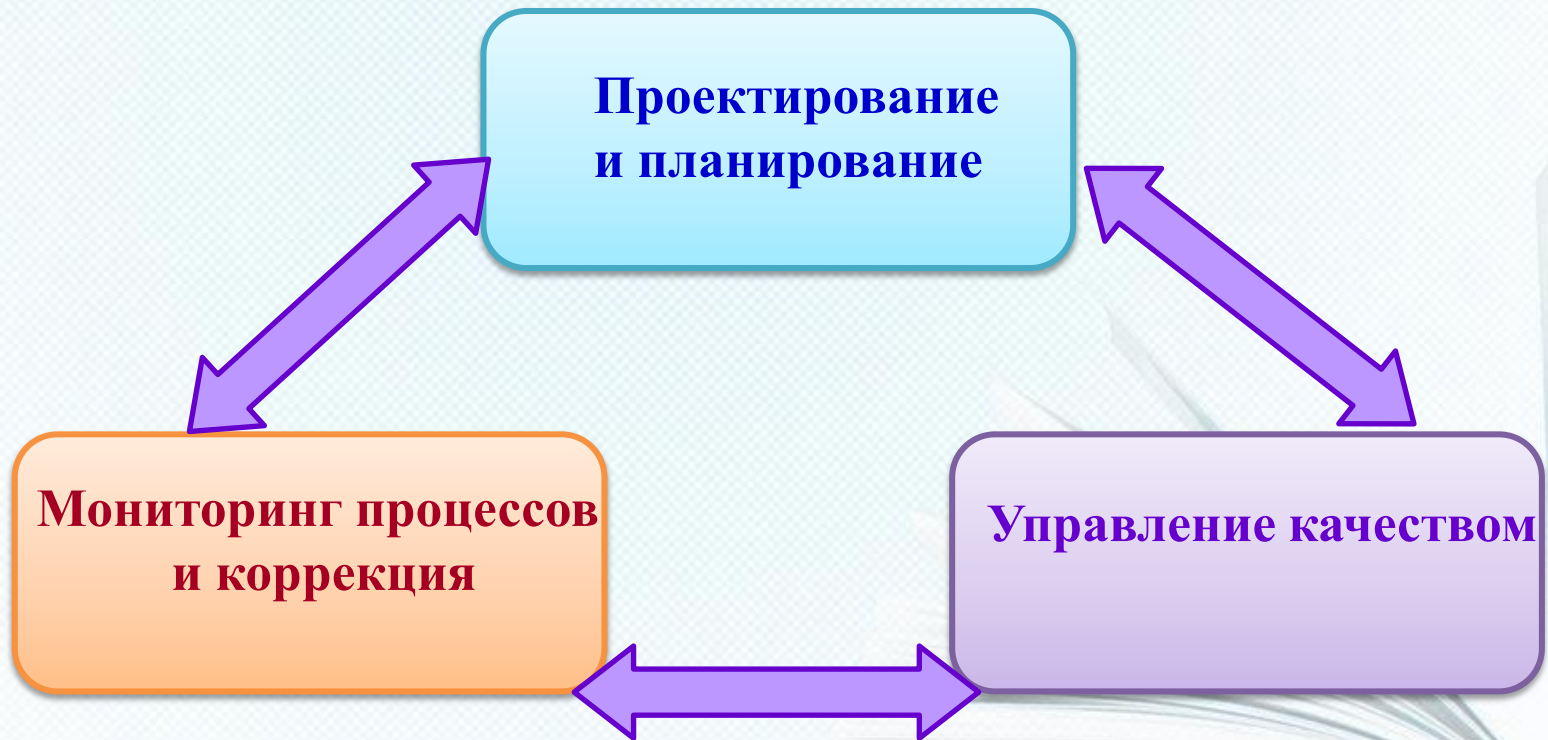 Проектирование
и планирование
Мониторинг процессов
и коррекция
Управление качеством